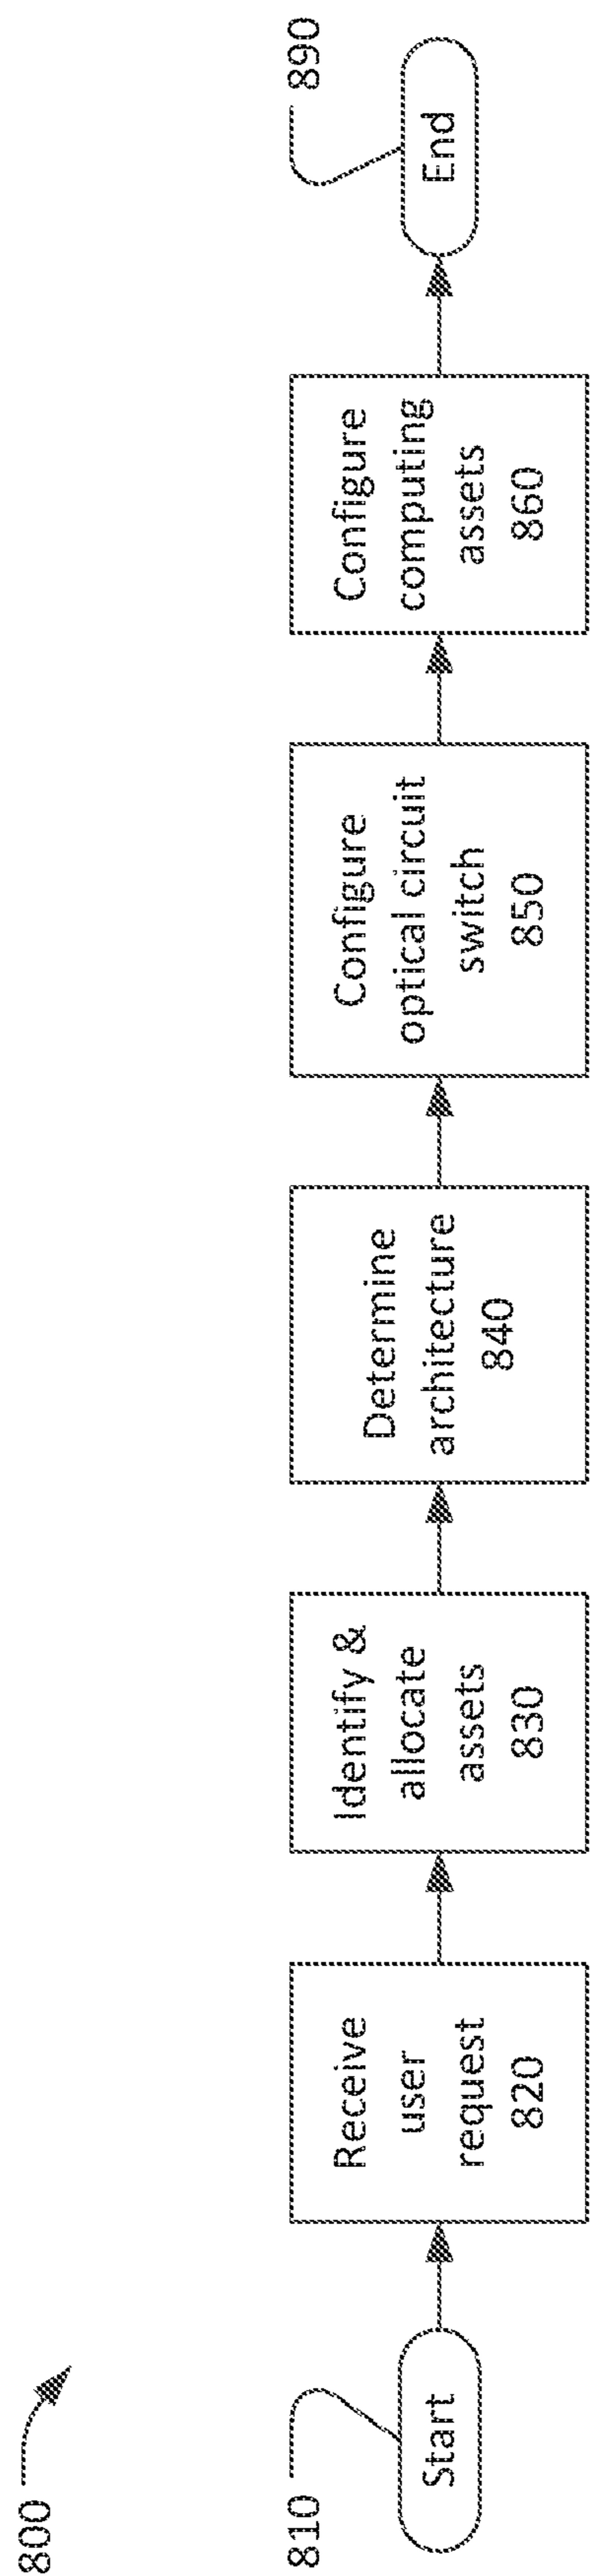 800
810
Start
Receive
user
request
820
Identify &
allocate
assets
830
Determine
architecture
840
Configure
optical circuit
switch
850
Configure
computing
assets
860
890
End